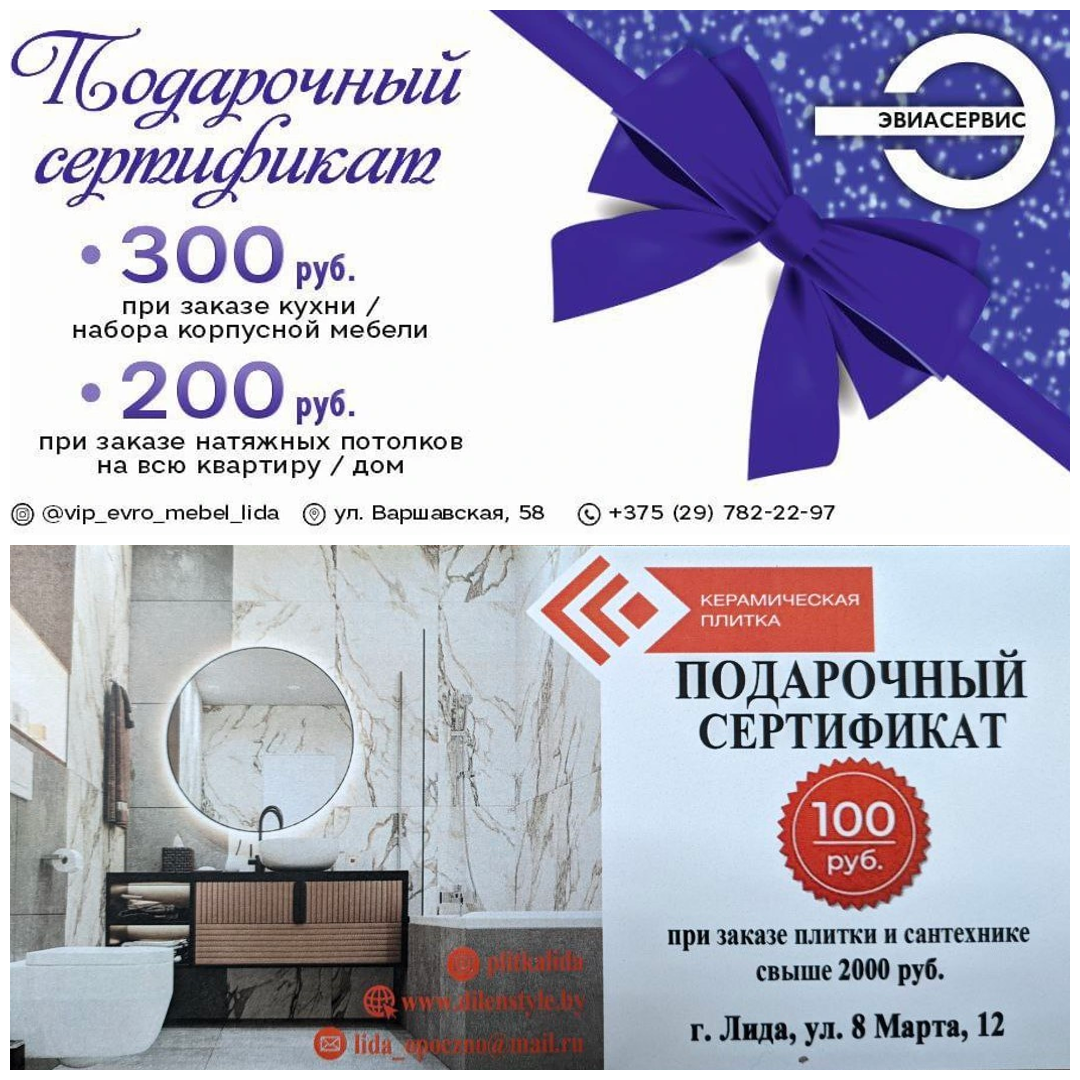 Подарочный
сертификат
ЭВИАСЕРВИС
• 300 руб.
при заказе кухни /
набора корпусной мебели
• 200 руб.
при заказе натяжных потолков
на всю квартиру / дом
@vip_evro_mebel_lida ул. Варшавская, 58 +375 (29) 782-22-97
КЕРАМИЧЕСКАЯ
ПЛИТКА
ПОДАРОЧНЫЙ
СЕРТИФИКАТ
100
руб.
при заказе плитки и сантехнике
свыше 2000 руб.
г. Лида, ул. 8 Марта, 12
plitkalida
www.dilenstyle.by
lida_opoczno@mail.ru